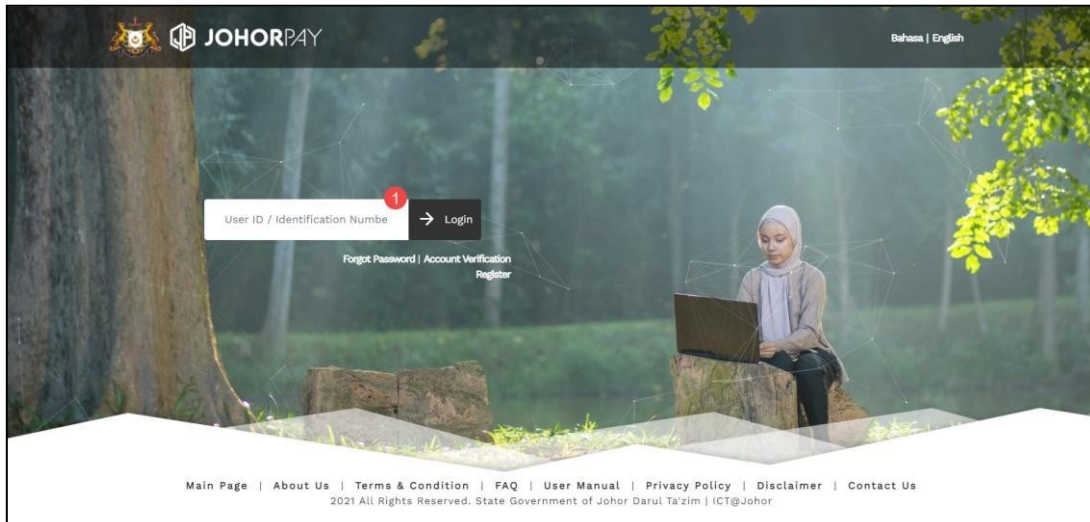 JOHORPAY
Bahasa | English
1
User ID / Identification Numbe
Login
Forgot Password | Account Verification
Register
Main Page | About Us | Terms & Condition | FAQ | User Manual | Privacy Policy | Disclaimer | Contact Us
2021 All Rights Reserved. State Government of Johor Darul Ta'zim | ICT@Johor